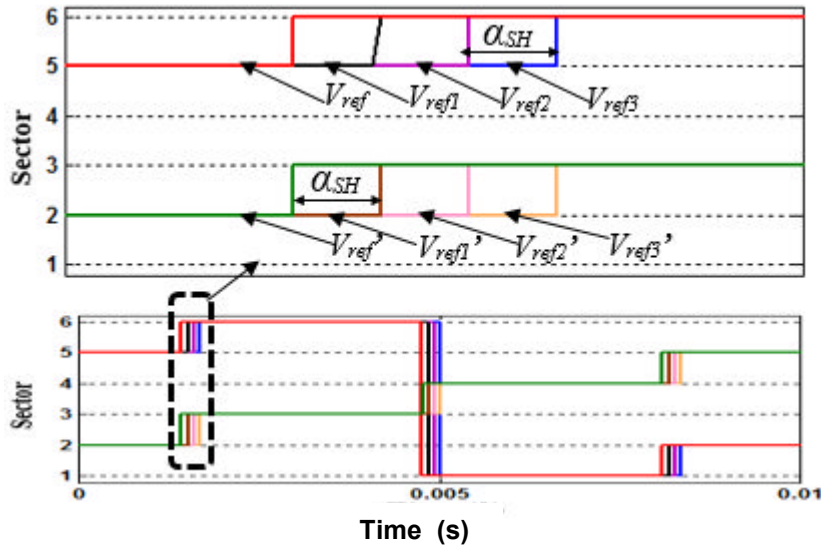 6
α_SH
5
V_ref V_ref1 V_ref2 V_ref3
Sector
3
α_SH
2
V_ref’ V_ref1’ V_ref2’ V_ref3’
1
6
5
4
Sector
3
2
1
0 0.005 0.01
Time (s)